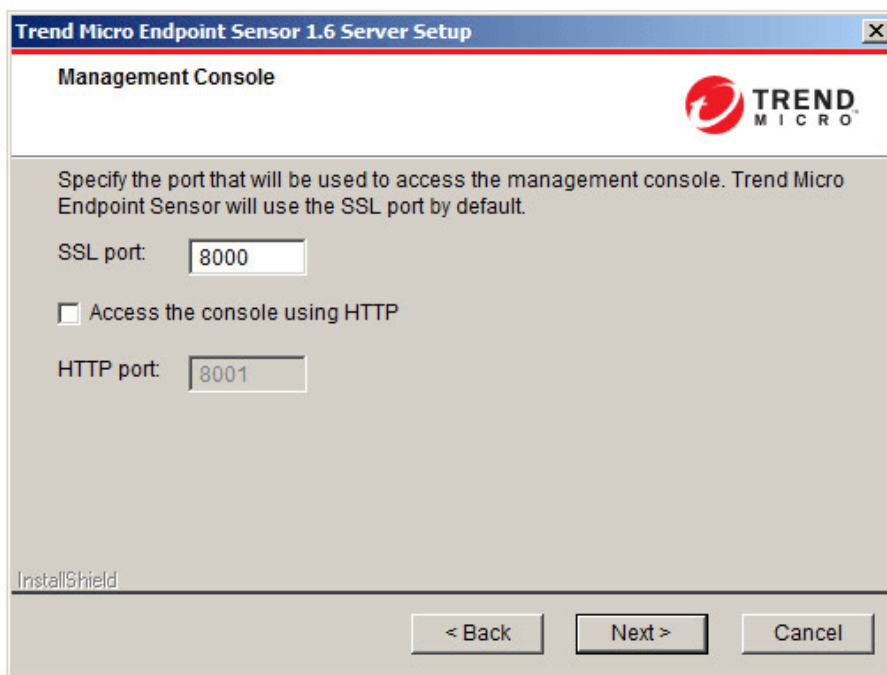 Trend Micro Endpoint Sensor 1.6 Server Setup
Management Console
TREND
MICRO
Specify the port that will be used to access the management console. Trend Micro
Endpoint Sensor will use the SSL port by default.
SSL port: 8000
Access the console using HTTP
HTTP port: 8001
InstallShield
< Back Next > Cancel